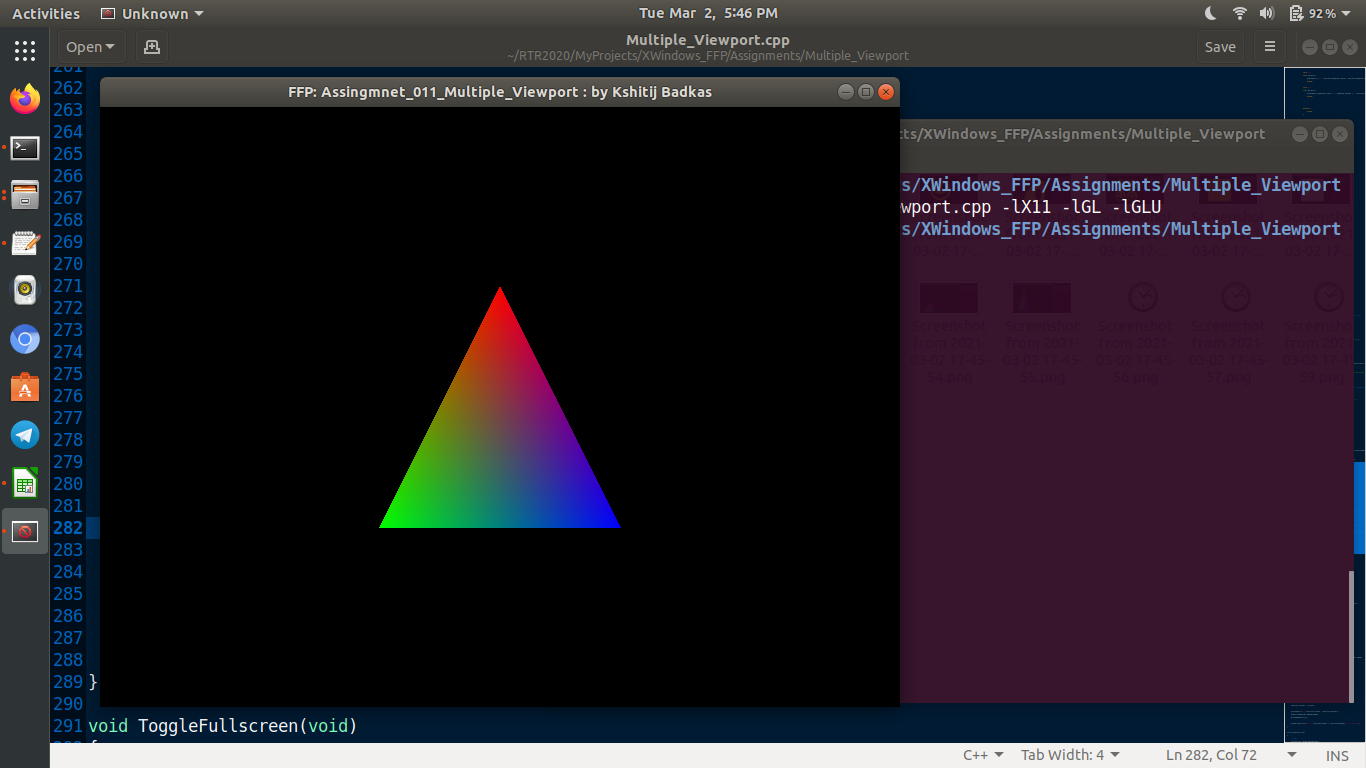 Activities
Unknown
Tue Mar 2, 5:46 PM
92%
Open
Multiple_Viewport.cpp
~/RTR2020/MyProjects/XWindows_FFP/Assignments/Multiple_Viewport
Save
261
262
263
264
265
266
267
268
269
270
271
272
273
274
275
276
277
278
279
280
281
282
283
284
285
286
287
288
289 }
290
291 void ToggleFullscreen(void)
FFP: Assingmnet_011_Multiple_Viewport : by Kshitij Badkas
cts/XWindows_FFP/Assignments/Multiple_Viewport
s/XWindows_FFP/Assignments/Multiple_Viewport
wport.cpp -lX11 -lGL -lGLU
s/XWindows_FFP/Assignments/Multiple_Viewport
Screenshot Screenshot Screenshot Screenshot Screenshot
from 2021- from 2021- from 2021- from 2021- from 2021-
03-02 17-45- 03-02 17-45- 03-02 17-45- 03-02 17-45-
54.png 55.png 56.png 57.png 59.png
C++
Tab Width: 4
Ln 282, Col 72
INS